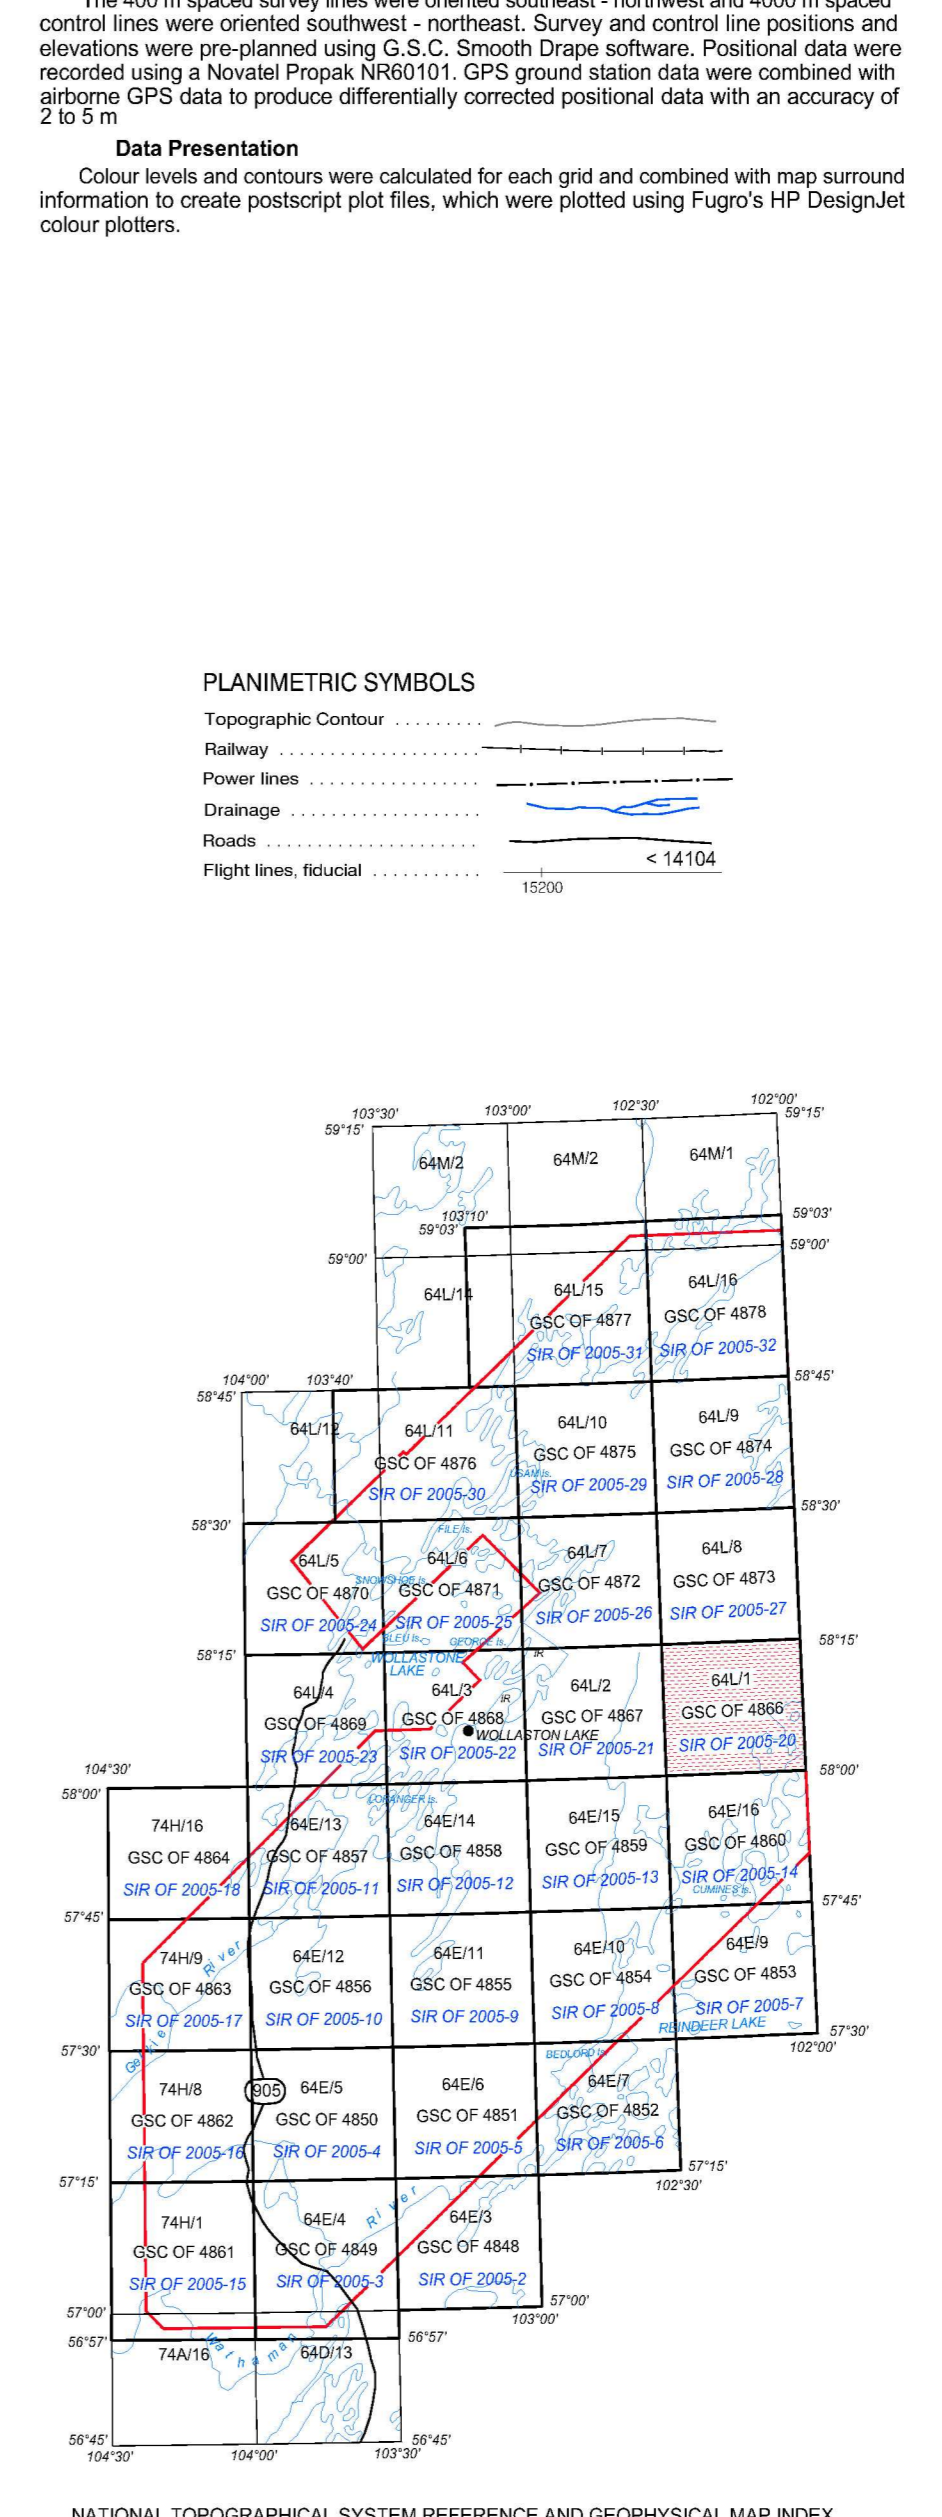 The 400 m spaced survey lines were oriented southeast - northwest and 4000 m spaced
control lines were oriented southwest - northeast. Survey and control line positions and
elevations were pre-planned using G.S.C. Smooth Drape software. Positional data were
recorded using a Novatel Propak NR60101. GPS ground station data were combined with
airborne GPS data to produce differentially corrected positional data with an accuracy of
2 to 5 m
Data Presentation
Colour levels and contours were calculated for each grid and combined with map surround
information to create postscript plot files, which were plotted using Fugro's HP DesignJet
colour plotters.
PLANIMETRIC SYMBOLS
Topographic Contour .........
Railway ....................
Power lines .................
Drainage ...................
Roads .....................
< 14104
Flight lines, fiducial ...........
15200
103°30' 103°00' 102°30' 102°00'
59°15' 59°15'
64M/2 64M/2 64M/1
103°10'
59°03' 59°03'
59°00' 59°00'
64L/14 64L/15 64L/16
GSC OF 4877 GSC OF 4878
SIR OF 2005-31 SIR OF 2005-32
104°00' 103°40'
58°45' 58°45'
64L/12 64L/11 64L/10 64L/9
GSC OF 4876 GSC OF 4875 GSC OF 4874
USAM Is.
SIR OF 2005-30 SIR OF 2005-29 SIR OF 2005-28
58°30' 58°30'
FILE Is.
64L/5 64L/6 64L/7 64L/8
SNOWSHOE Is.
GSC OF 4870 GSC OF 4871 GSC OF 4872 GSC OF 4873
SIR OF 2005-24 SIR OF 2005-25 SIR OF 2005-26 SIR OF 2005-27
BLEU Is. GEORGE Is.
58°15' 58°15'
WOLLASTONE IR
LAKE
64L/4 64L/3 64L/2 64L/1
IR
GSC OF 4869 GSC OF 4868 GSC OF 4867 GSC OF 4866
WOLLASTON LAKE
SIR OF 2005-23 SIR OF 2005-22 SIR OF 2005-21 SIR OF 2005-20
104°30'
58°00' 58°00'
LORANGER Is.
74H/16 64E/13 64E/14 64E/15 64E/16
GSC OF 4864 GSC OF 4857 GSC OF 4858 GSC OF 4859 GSC OF 4860
SIR OF 2005-18 SIR OF 2005-11 SIR OF 2005-12 SIR OF 2005-13 SIR OF 2005-14
CUMINES Is.
57°45' 57°45'
74H/9 64E/12 64E/11 64E/10 64E/9
River
GSC OF 4863 GSC OF 4856 GSC OF 4855 GSC OF 4854 GSC OF 4853
SIR OF 2005-17 SIR OF 2005-10 SIR OF 2005-9 SIR OF 2005-8 SIR OF 2005-7
REINDEER LAKE
Geikie
57°30' 57°30'
102°00'
BEDLORD Is.
74H/8 905 64E/5 64E/6 64E/7
GSC OF 4862 GSC OF 4850 GSC OF 4851 GSC OF 4852
SIR OF 2005-16 SIR OF 2005-4 SIR OF 2005-5 SIR OF 2005-6
57°15' 57°15'
102°30'
River
74H/1 64E/4 64E/3
GSC OF 4861 GSC OF 4849 GSC OF 4848
SIR OF 2005-15 SIR OF 2005-3 SIR OF 2005-2
57°00' 57°00'
103°00'
56°57' 56°57'
Wathaman
74A/16 64D/13
56°45' 56°45'
104°30' 104°00' 103°30'
NATIONAL TOPOGRAPHICAL SYSTEM REFERENCE AND GEOPHYSICAL MAP INDEX